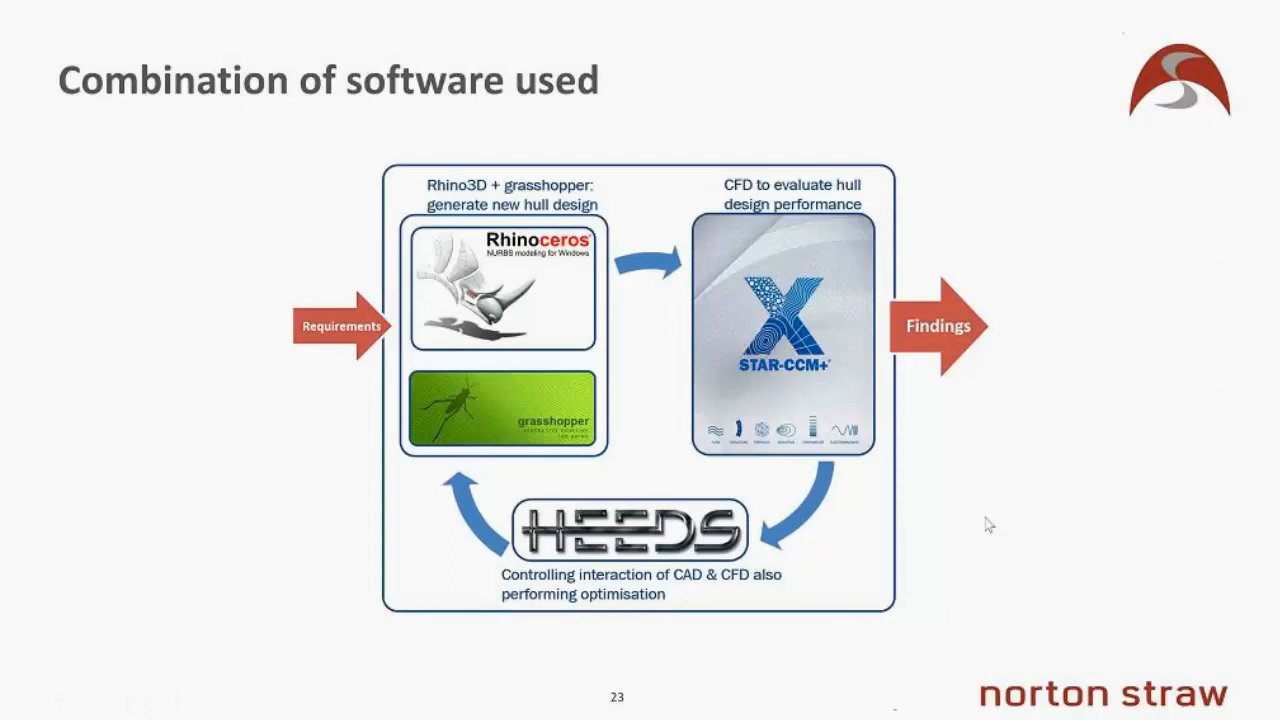 Combination of software used
Rhino3D + grasshopper:
generate new hull design
CFD to evaluate hull
design performance
Rhinoceros®
NURBS modeling for Windows
Requirements
Findings
STAR-CCM+®
grasshopper
HEEDS
Controlling interaction of CAD & CFD also
performing optimisation
23
norton straw